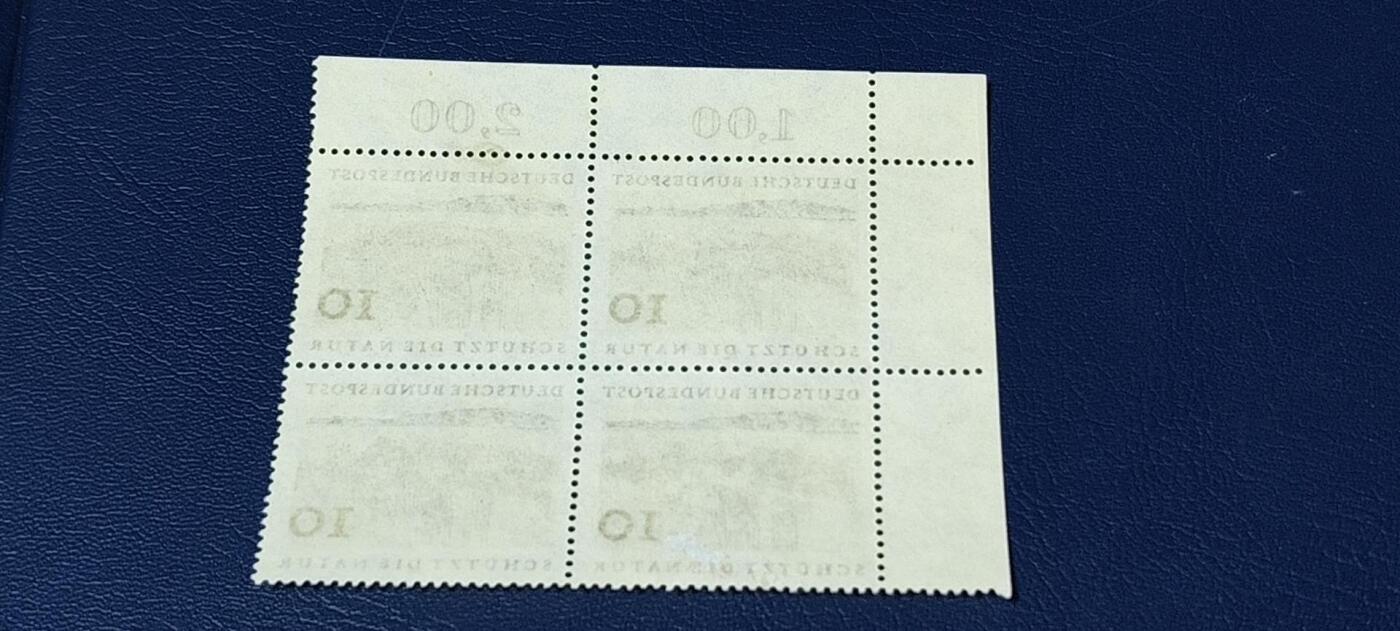 2,00 1,00
DEUTSCHE BUNDESPOST DEUTSCHE BUNDESPOST
10 10
SCHÜTZT DIE NATUR SCHÜTZT DIE NATUR
DEUTSCHE BUNDESPOST DEUTSCHE BUNDESPOST
10 10
SCHÜTZT DIE NATUR SCHÜTZT DIE NATUR